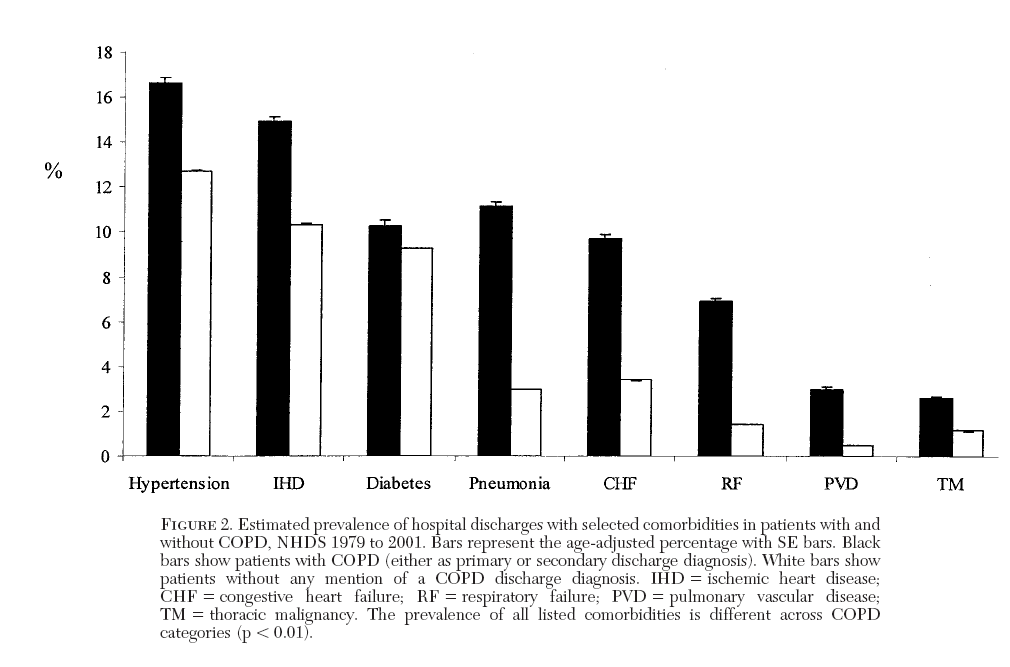 18
16
14
%
12
10
8
6
4
2
0
Hypertension IHD Diabetes Pneumonia CHF RF PVD TM
FIGURE 2. Estimated prevalence of hospital discharges with selected comorbidities in patients with and
without COPD, NHDS 1979 to 2001. Bars represent the age-adjusted percentage with SE bars. Black
bars show patients with COPD (either as primary or secondary discharge diagnosis). White bars show
patients without any mention of a COPD discharge diagnosis. IHD = ischemic heart disease;
CHF = congestive heart failure; RF = respiratory failure; PVD = pulmonary vascular disease;
TM = thoracic malignancy. The prevalence of all listed comorbidities is different across COPD
categories (p < 0.01).